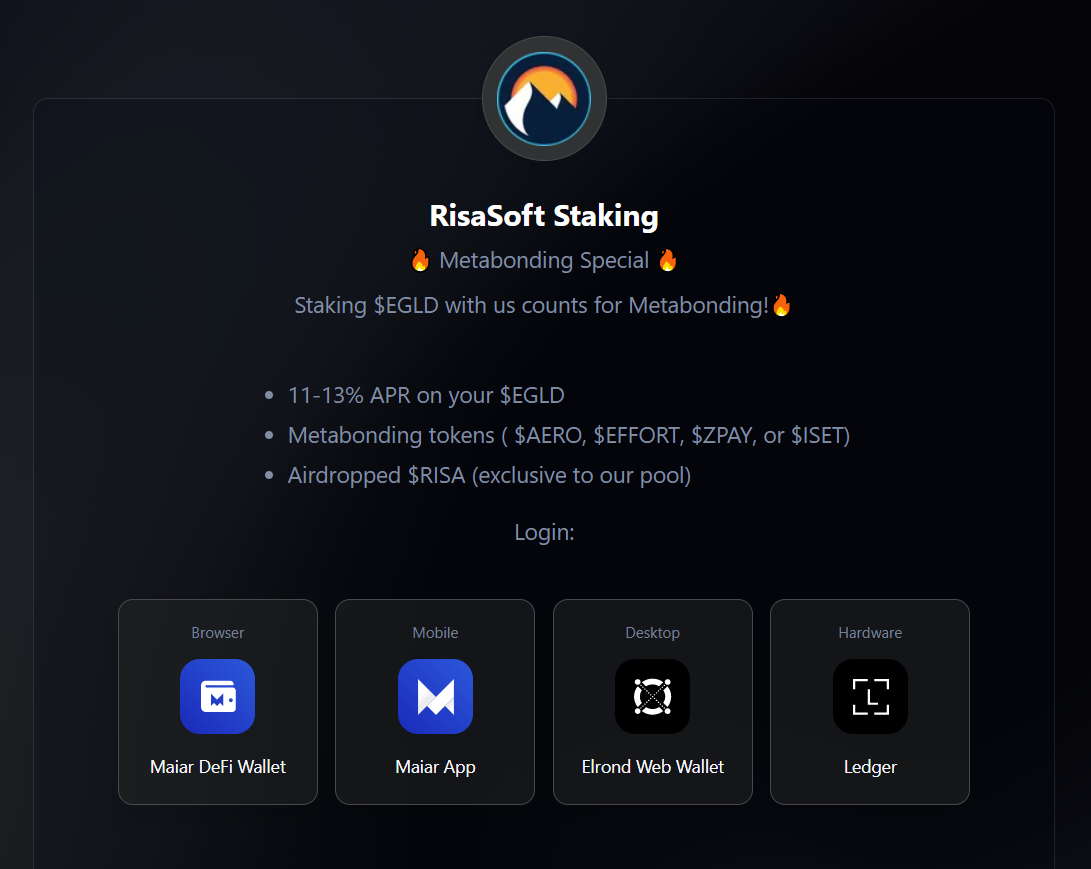 RisaSoft Staking
🔥 Metabonding Special 🔥
Staking $EGLD with us counts for Metabonding!🔥
• 11-13% APR on your $EGLD
• Metabonding tokens ( $AERO, $EFFORT, $ZPAY, or $ISET)
• Airdropped $RISA (exclusive to our pool)
Login:
Browser
Maiar DeFi Wallet
Mobile
Maiar App
Desktop
Elrond Web Wallet
Hardware
L
Ledger